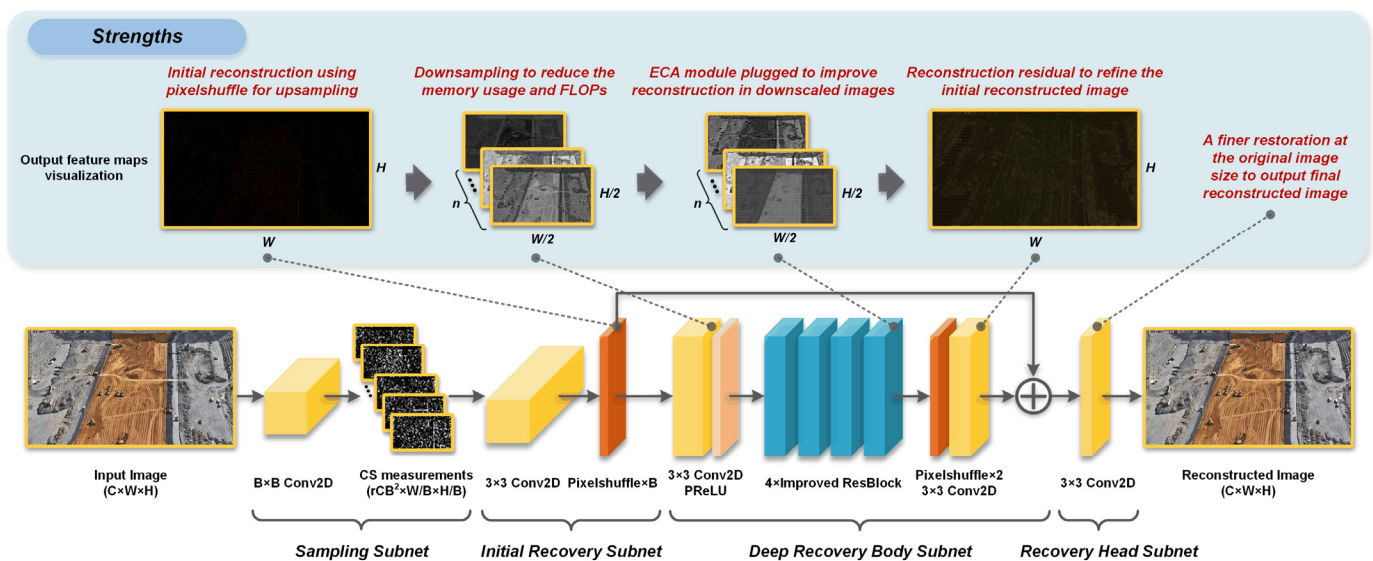 Strengths
Initial reconstruction using
pixelshuffle for upsampling
Downsampling to reduce the
memory usage and FLOPs
ECA module plugged to improve
reconstruction in downscaled images
Reconstruction residual to refine the
initial reconstructed image
A finer restoration at
the original image
size to output final
reconstructed image
Output feature maps
visualization
H
W
n
H/2
W/2
n
H/2
W/2
H
W
Input Image
(C×W×H)
B×B Conv2D
CS measurements
(rCB²×W/B×H/B)
3×3 Conv2D
Pixelshuffle×B
3×3 Conv2D
PReLU
4×Improved ResBlock
Pixelshuffle×2
3×3 Conv2D
3×3 Conv2D
Reconstructed Image
(C×W×H)
Sampling Subnet
Initial Recovery Subnet
Deep Recovery Body Subnet
Recovery Head Subnet